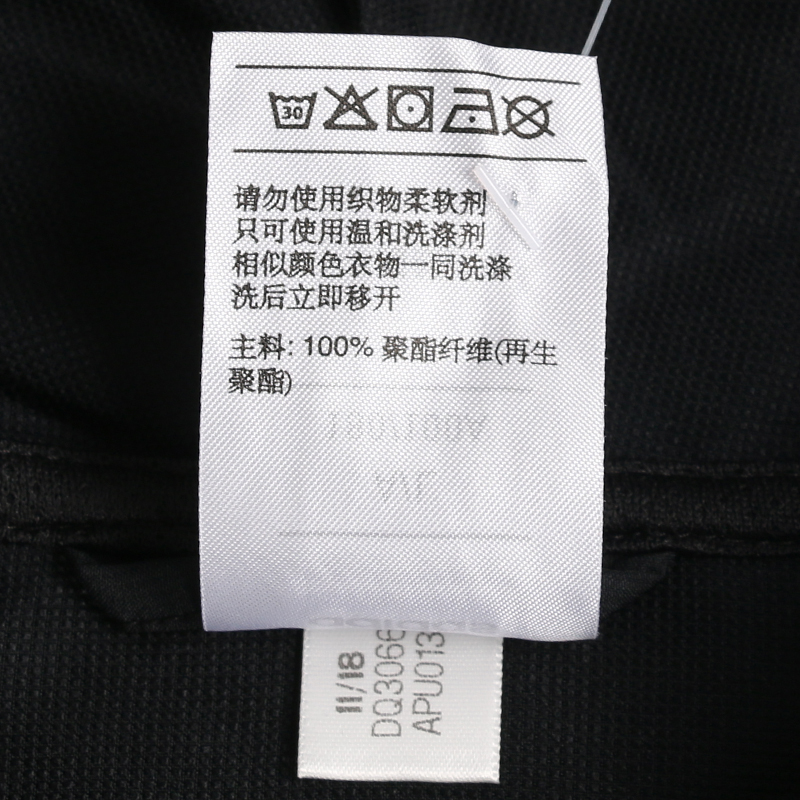 30
请勿使用织物柔软剂
只可使用温和洗涤剂
相似颜色衣物一同洗涤
洗后立即移开
主料: 100% 聚酯纤维(再生
聚酯)
11/18
DQ3066
APU013